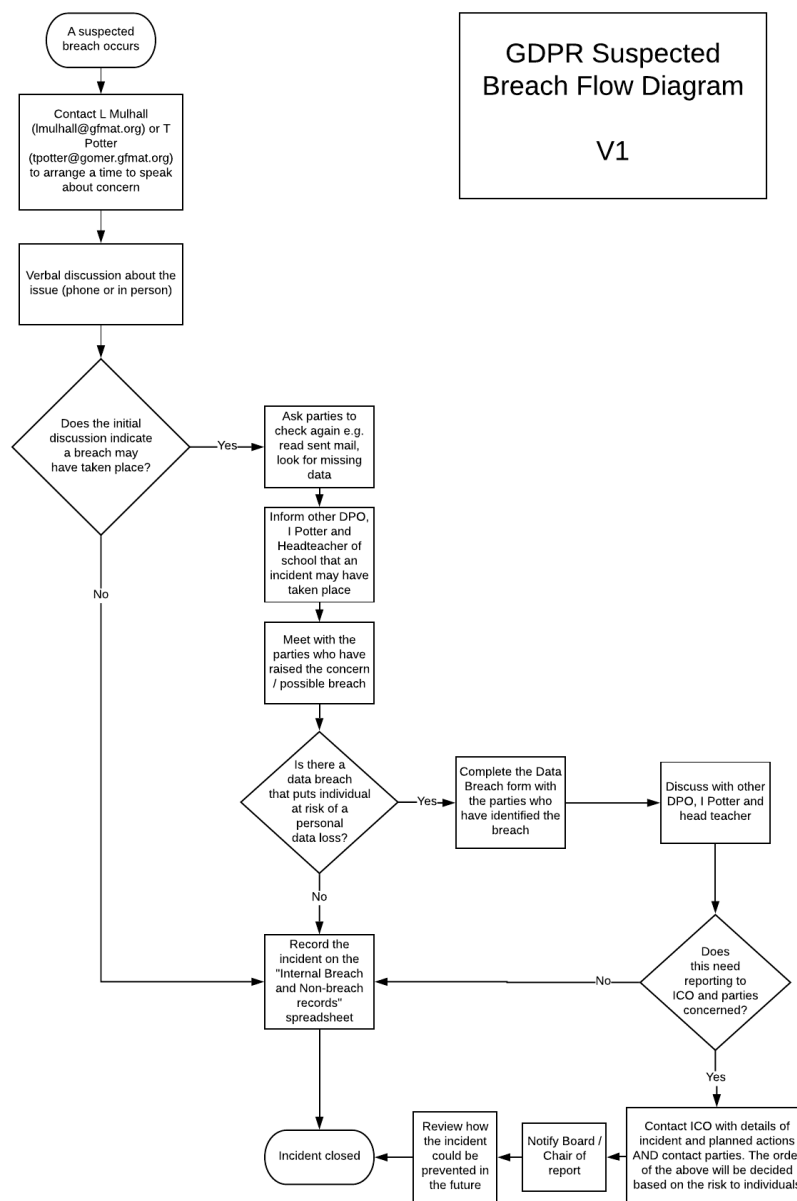 A suspected
breach occurs
GDPR Suspected
Breach Flow Diagram
V1
Contact L Mulhall
(lmulhall@gfmat.org) or T
Potter
(tpotter@gomer.gfmat.org)
to arrange a time to speak
about concern
Verbal discussion about the
issue (phone or in person)
Does the initial
discussion indicate
a breach may
have taken place?
Yes
Ask parties to
check again e.g.
read sent mail,
look for missing
data
Inform other DPO,
I Potter and
Headteacher of
school that an
incident may have
taken place
No
Meet with the
parties who have
raised the concern
/ possible breach
Is there a
data breach
that puts individual
at risk of a
personal
data loss?
Yes
Complete the Data
Breach form with
the parties who
have identified the
breach
Discuss with other
DPO, I Potter and
head teacher
No
Record the
incident on the
"Internal Breach
and Non-breach
records"
spreadsheet
No
Does
this need
reporting to
ICO and parties
concerned?
Yes
Contact ICO with details of
incident and planned actions
AND contact parties. The order
of the above will be decided
based on the risk to individuals
Notify Board /
Chair of
report
Review how
the incident
could be
prevented in
the future
Incident closed